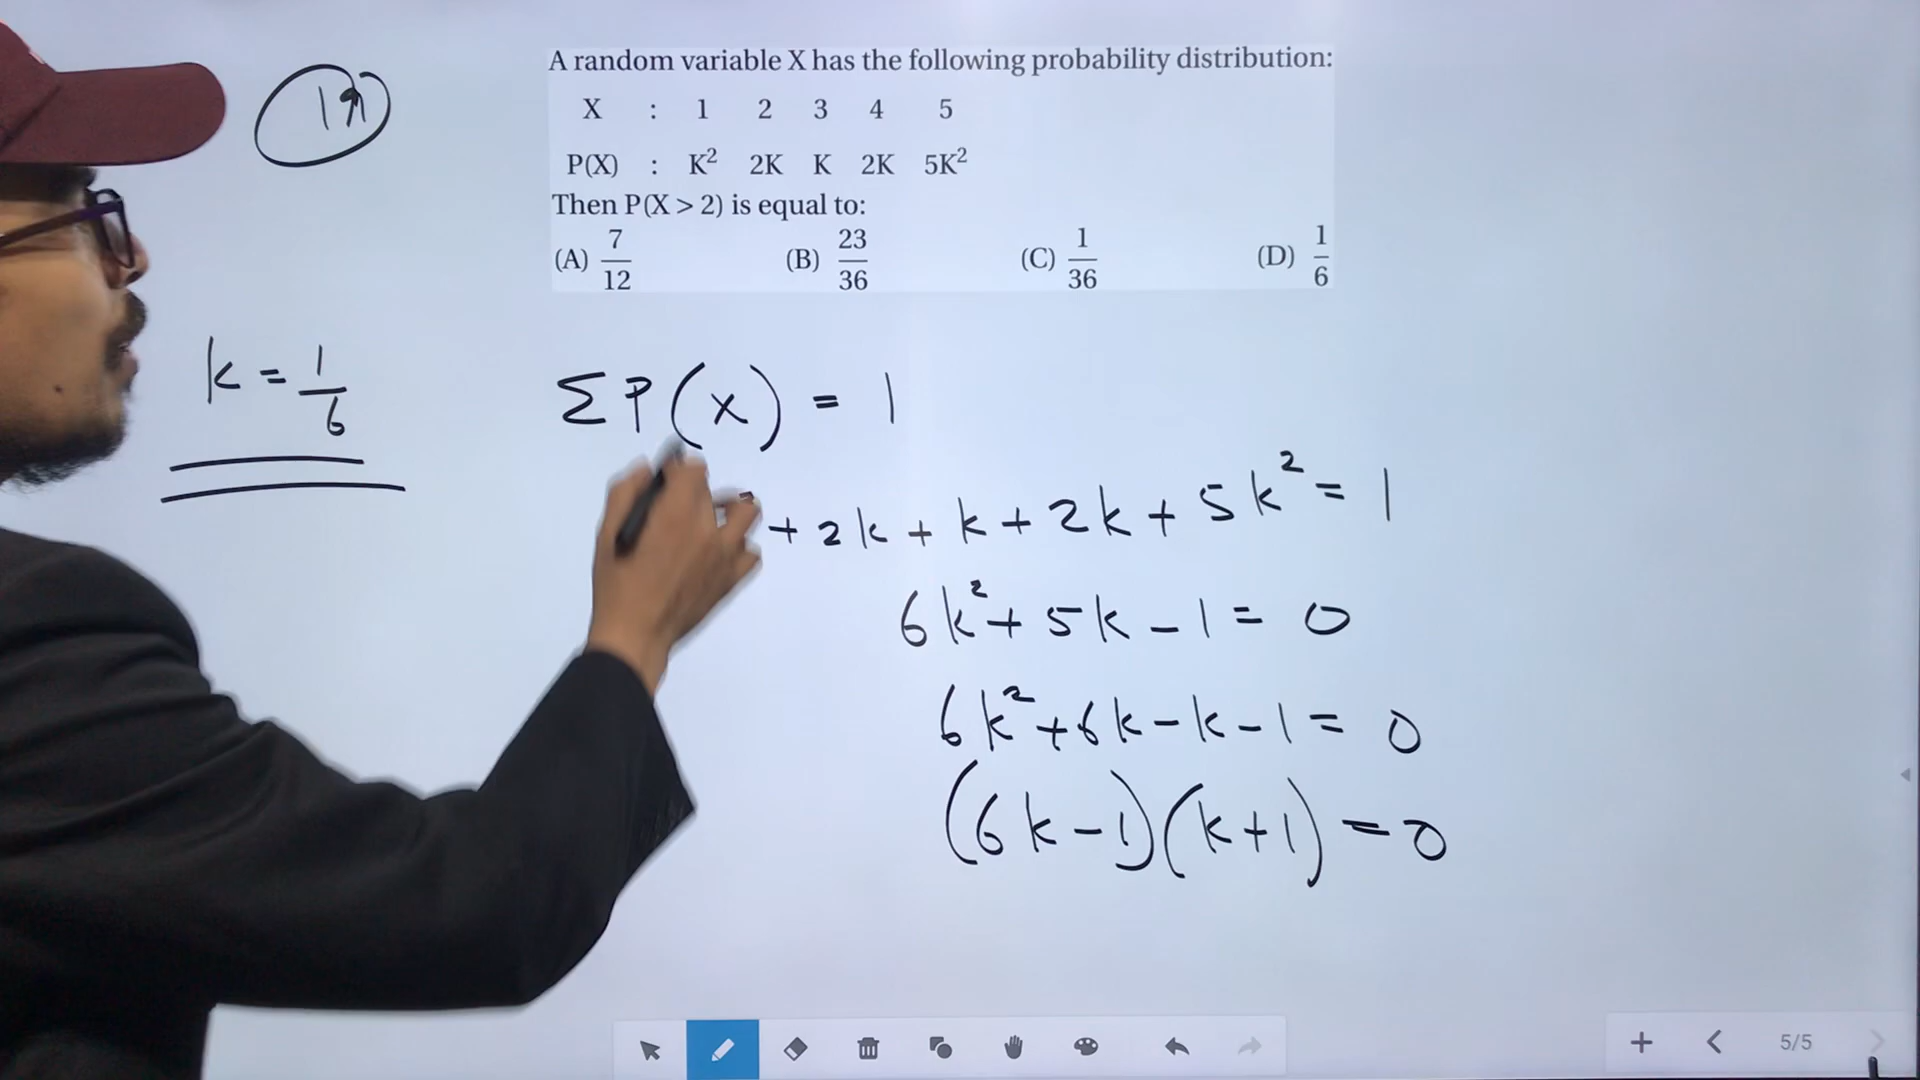 A random variable X has the following probability distribution:
X : 1 2 3 4 5
P(X) : K² 2K K 2K 5K²
Then P(X > 2) is equal to:
(A) 7/12 (B) 23/36 (C) 1/36 (D) 1/6
k = 1/6
ΣP(x) = 1
+ 2k + k + 2k + 5k² = 1
6k² + 5k - 1 = 0
6k² + 6k - k - 1 = 0
(6k - 1)(k + 1) = 0
5/5